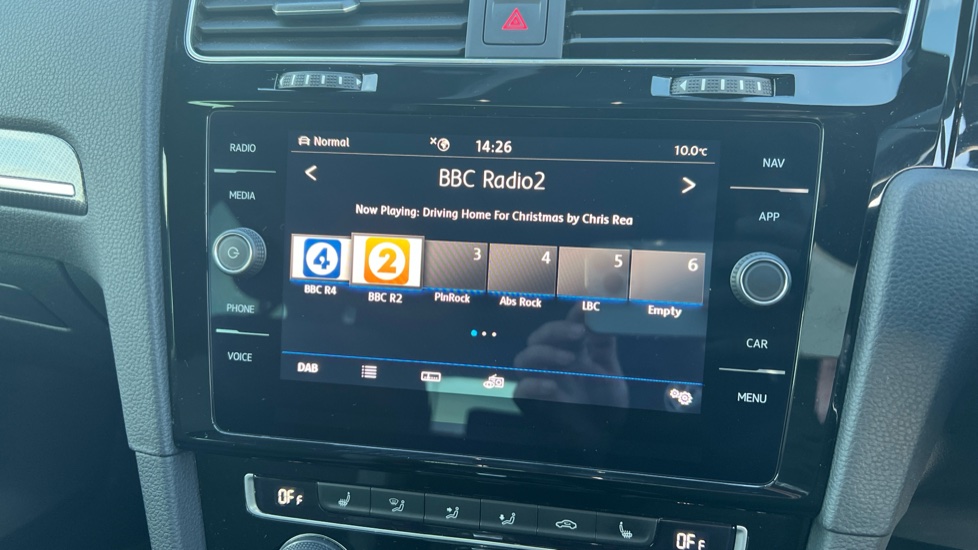 RADIO
MEDIA
PHONE
VOICE
Normal 14:26 10.0°C
< BBC Radio2 >
Now Playing: Driving Home For Christmas by Chris Rea
4 2 3 4 5 6
BBC R4 BBC R2 PlnRock Abs Rock LBC Empty
DAB
NAV
APP
CAR
MENU
OFF OFF